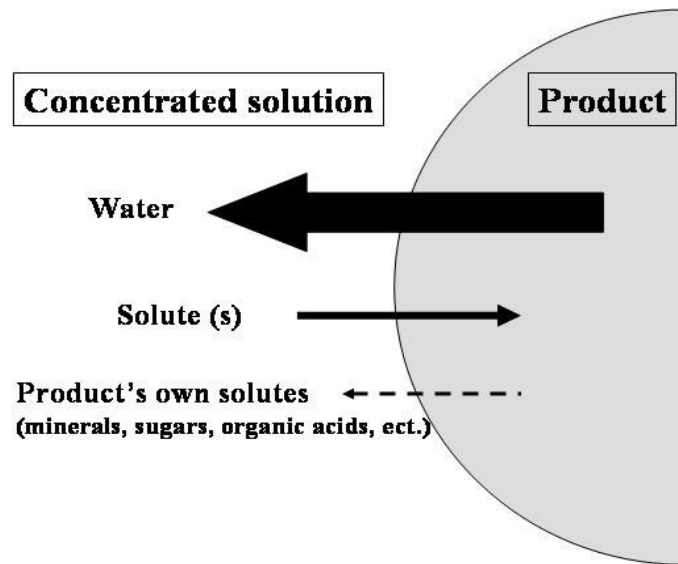 Concentrated solution
Product
Water
Solute (s)
Product's own solutes
(minerals, sugars, organic acids, ect.)